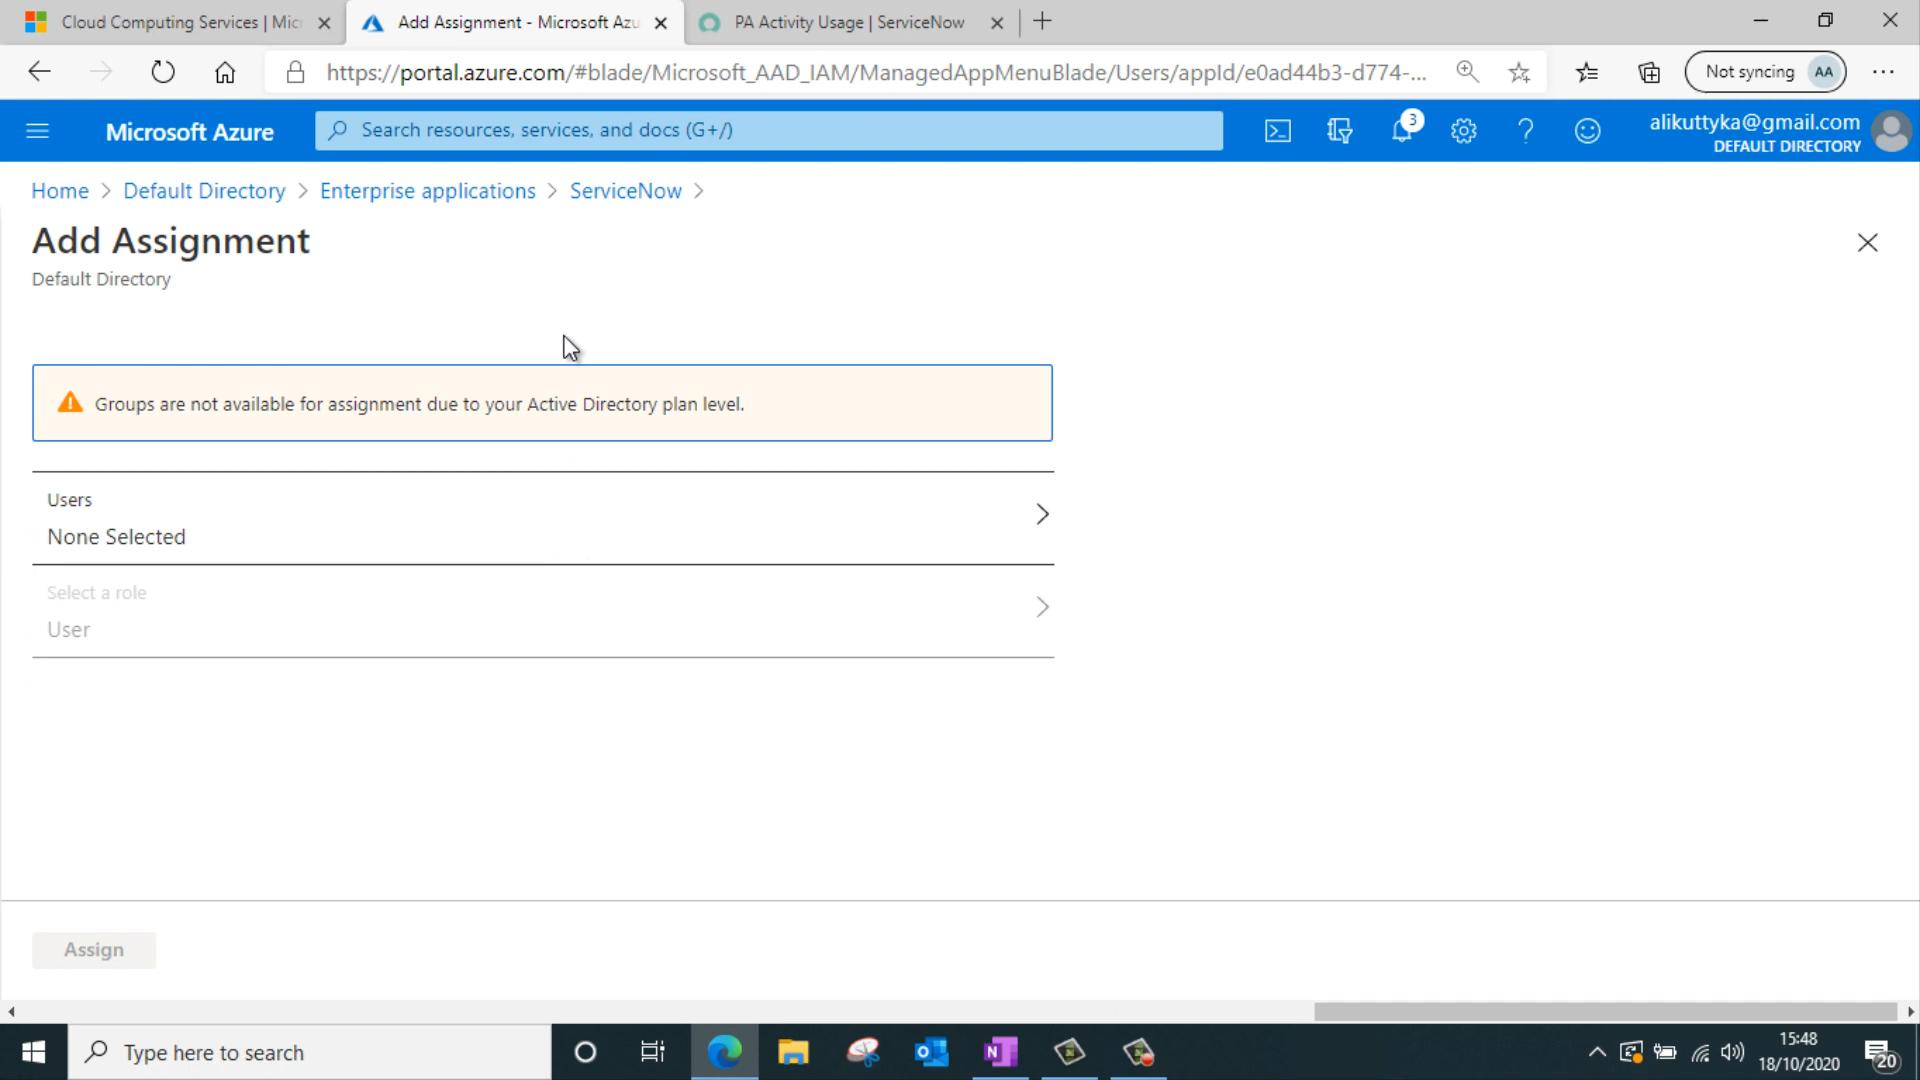 Cloud Computing Services | Micr
Add Assignment - Microsoft Azu
PA Activity Usage | ServiceNow
https://portal.azure.com/#blade/Microsoft_AAD_IAM/ManagedAppMenuBlade/Users/appId/e0ad44b3-d774-...
Not syncing AA
Microsoft Azure
Search resources, services, and docs (G+/)
3
alikuttyka@gmail.com
DEFAULT DIRECTORY
Home > Default Directory > Enterprise applications > ServiceNow >
Add Assignment
Default Directory
Groups are not available for assignment due to your Active Directory plan level.
Users
None Selected
Select a role
User
Assign
Type here to search
15:48
18/10/2020
20